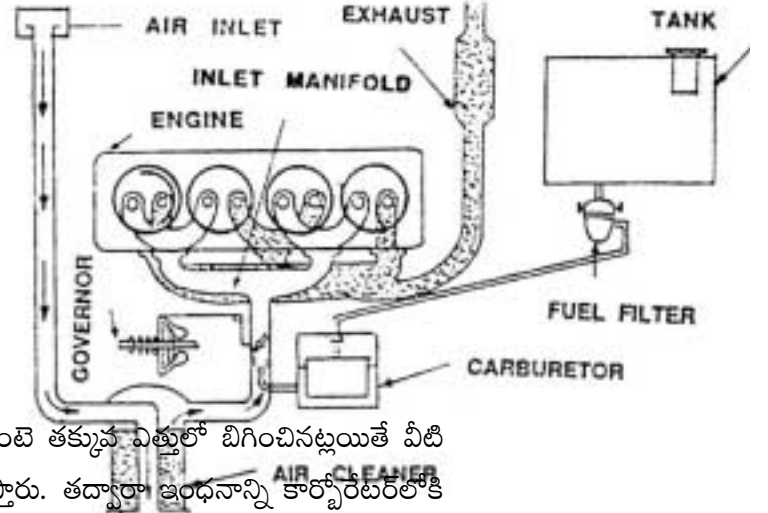 EXHAUST
TANK
AIR INLET
INLET MANIFOLD
ENGINE
GOVERNOR
FUEL FILTER
CARBURETOR
ంటె తక్కువ ఎత్తులో బిగించినట్లయితే వీటి
AIR CLEANER
స్తారు. తద్వారా ఇంధనాన్ని కార్బోరేటర్‌లోకి